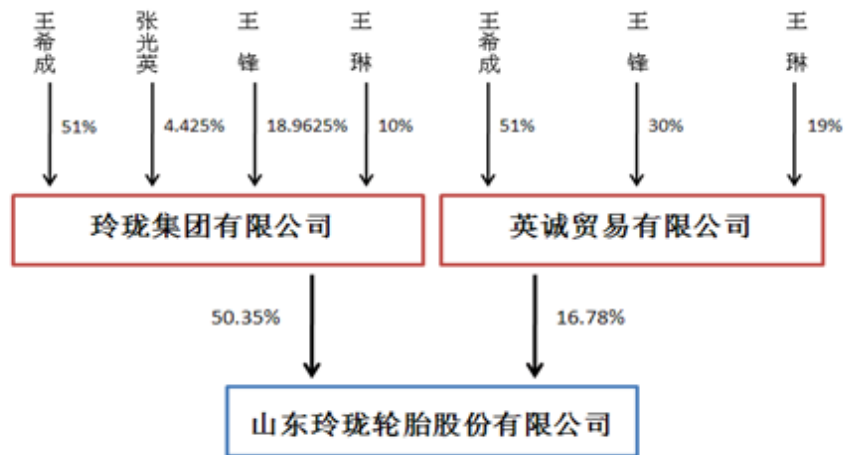 王希成 张光英 王锋 王琳 王希成 王锋 王琳
51% 4.425% 18.9625% 10% 51% 30% 19%
玲珑集团有限公司 英诚贸易有限公司
50.35% 16.78%
山东玲珑轮胎股份有限公司